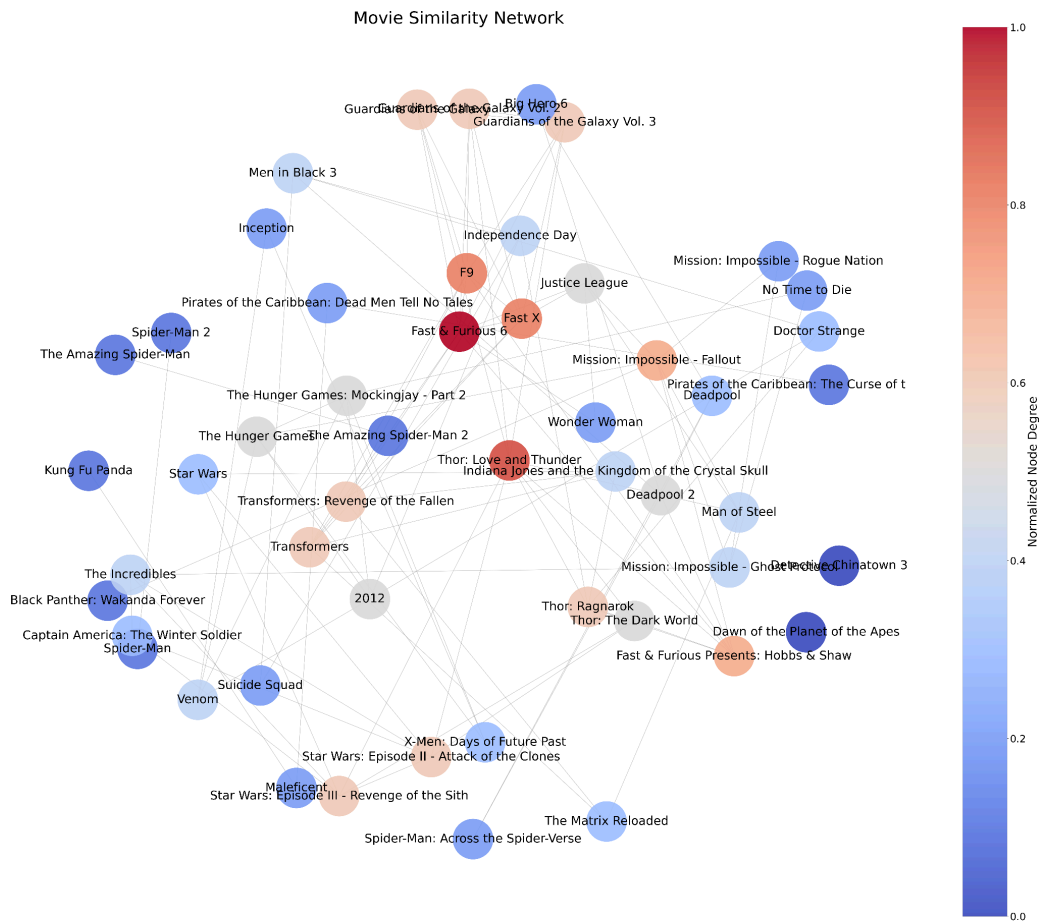 Movie Similarity Network
1.0
Big Hero 6
Guardians of the Galaxy
Guardians of the Galaxy Vol. 2
Guardians of the Galaxy Vol. 3
Men in Black 3
0.8
Inception
Independence Day
Mission: Impossible - Rogue Nation
F9
Justice League
No Time to Die
Pirates of the Caribbean: Dead Men Tell No Tales
Fast X
Spider-Man 2
Fast & Furious 6
Doctor Strange
The Amazing Spider-Man
Mission: Impossible - Fallout
0.6
Pirates of the Caribbean: The Curse of t
The Hunger Games: Mockingjay - Part 2
Deadpool
Wonder Woman
The Hunger Games
The Amazing Spider-Man 2
Thor: Love and Thunder
Kung Fu Panda
Star Wars
Indiana Jones and the Kingdom of the Crystal Skull
Normalized Node Degree
Deadpool 2
Transformers: Revenge of the Fallen
Man of Steel
Transformers
0.4
Mission: Impossible - Ghost Protocol
Detective Chinatown 3
The Incredibles
2012
Black Panther: Wakanda Forever
Thor: Ragnarok
Thor: The Dark World
Dawn of the Planet of the Apes
Captain America: The Winter Soldier
Spider-Man
Fast & Furious Presents: Hobbs & Shaw
Suicide Squad
Venom
0.2
X-Men: Days of Future Past
Star Wars: Episode II - Attack of the Clones
Maleficent
Star Wars: Episode III - Revenge of the Sith
The Matrix Reloaded
Spider-Man: Across the Spider-Verse
0.0